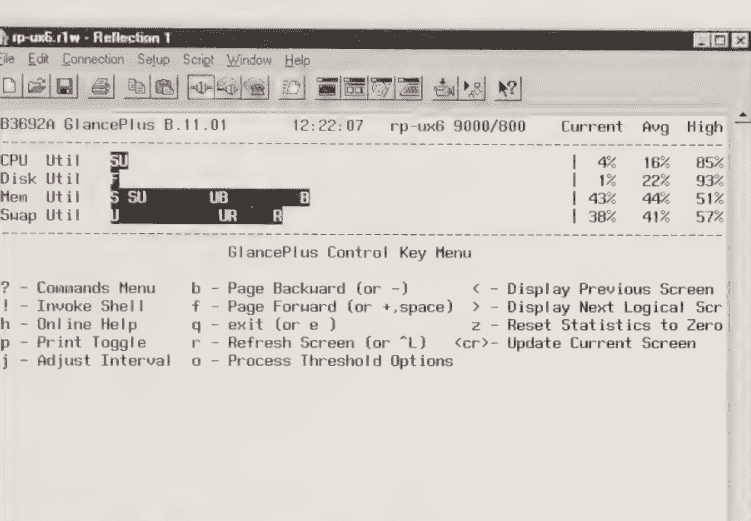 rp-ux6.r1w - Reflection 1
File Edit Connection Setup Script Window Help
B3692A GlancePlus B.11.01 12:22:07 rp-ux6 9000/800 Current Avg High
CPU Util SU | 4% 16% 85%
Disk Util F | 1% 22% 93%
Mem Util S SU UB B | 43% 44% 51%
Swap Util U UR R | 38% 41% 57%
GlancePlus Control Key Menu
? - Commands Menu b - Page Backward (or -) < - Display Previous Screen
! - Invoke Shell f - Page Forward (or +,space) > - Display Next Logical Scr
h - Online Help q - exit (or e ) z - Reset Statistics to Zero
p - Print Toggle r - Refresh Screen (or ^L) <cr>- Update Current Screen
j - Adjust Interval o - Process Threshold Options